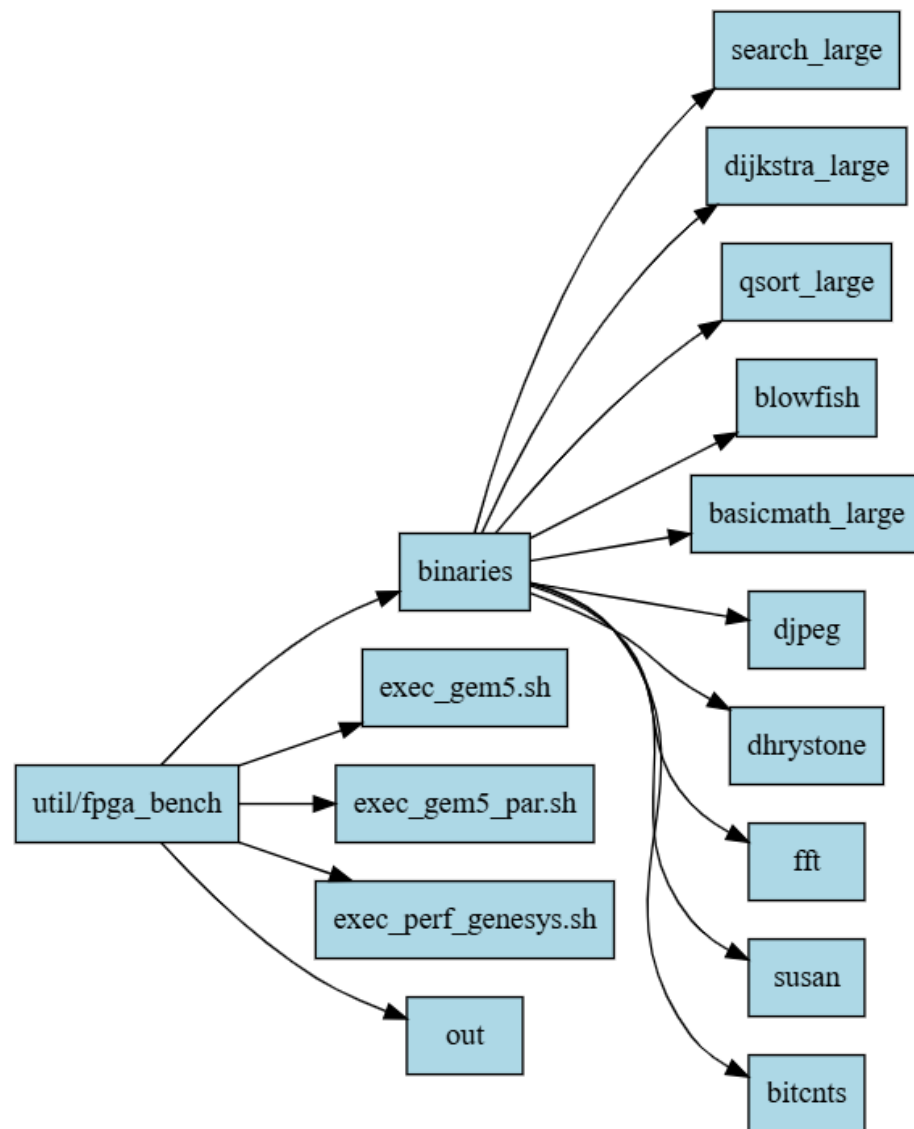 search_large
dijkstra_large
qsort_large
blowfish
basicmath_large
binaries
djpeg
exec_gem5.sh
dhrystone
util/fpga_bench
exec_gem5_par.sh
fft
exec_perf_genesys.sh
susan
out
bitcnts